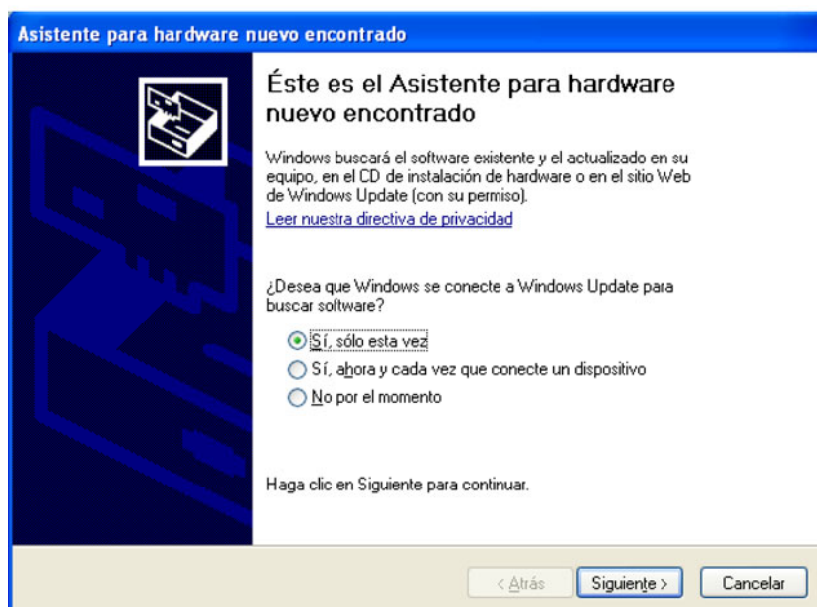 Asistente para hardware nuevo encontrado
Éste es el Asistente para hardware
nuevo encontrado
Windows buscará el software existente y el actualizado en su
equipo, en el CD de instalación de hardware o en el sitio Web
de Windows Update (con su permiso).
Leer nuestra directiva de privacidad
¿Desea que Windows se conecte a Windows Update para
buscar software?
Sí, sólo esta vez
Sí, ahora y cada vez que conecte un dispositivo
No por el momento
Haga clic en Siguiente para continuar.
< Atrás Siguiente > Cancelar